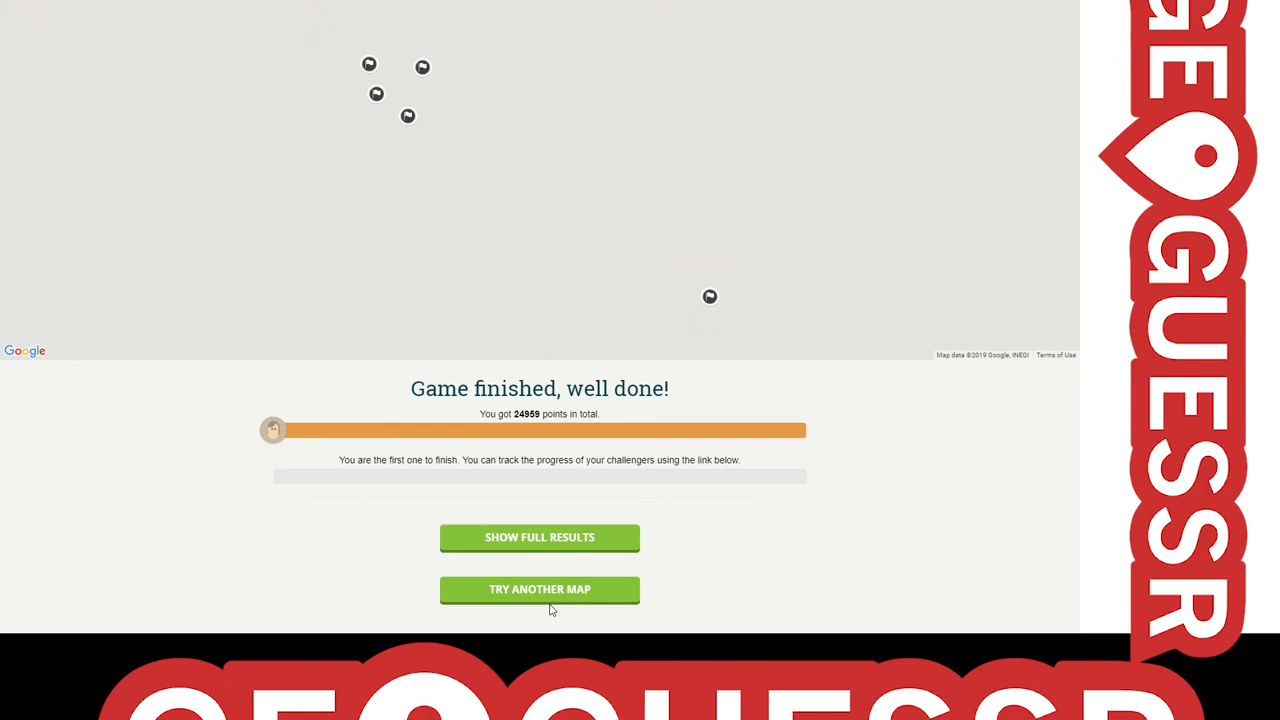 Google
Map data ©2019 Google, INEGI
Terms of Use
Game finished, well done!
You got 24959 points in total.
You are the first one to finish. You can track the progress of your challengers using the link below.
SHOW FULL RESULTS
TRY ANOTHER MAP
GEOGUESSR
GEOGUESSR